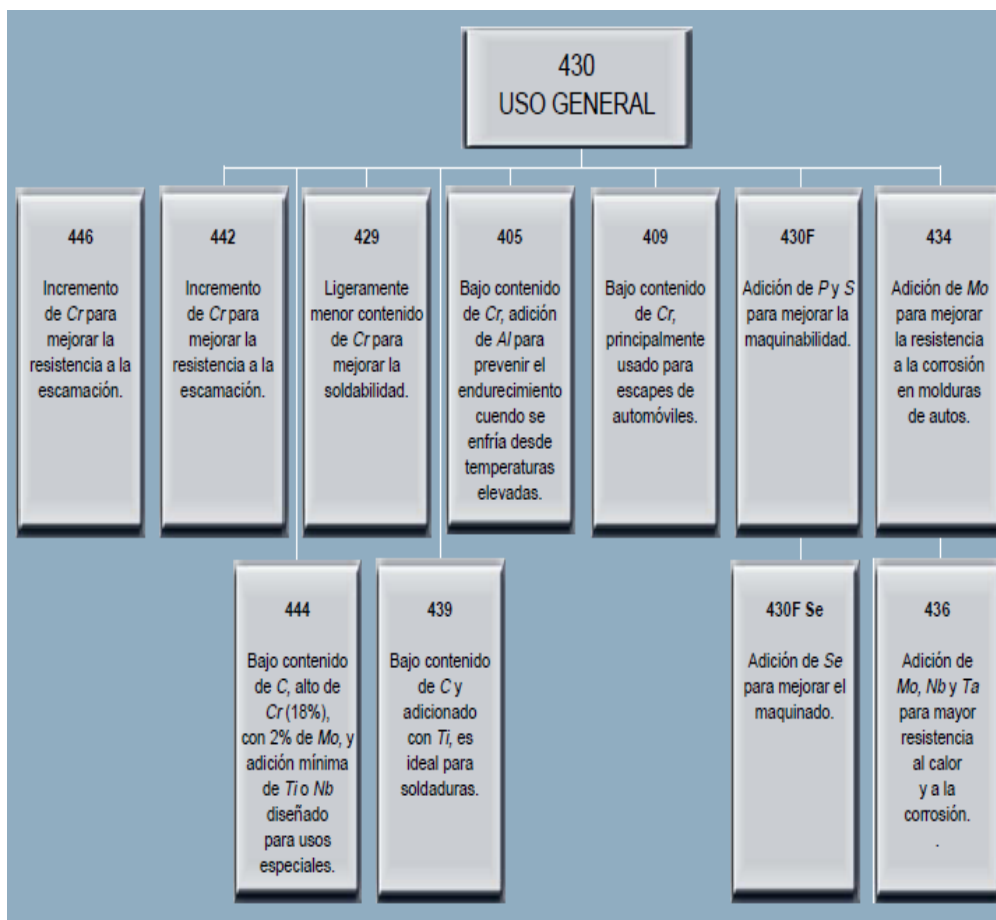 430
USO GENERAL
446
Incremento
de Cr para
mejorar la
resistencia a la
escamación.
442
Incremento
de Cr para
mejorar la
resistencia a la
escamación.
429
Ligeramente
menor contenido
de Cr para
mejorar la
soldabilidad.
405
Bajo contenido
de Cr, adición
de Al para
prevenir el
endurecimiento
cuendo se
enfría desde
temperaturas
elevadas.
409
Bajo contenido
de Cr,
principalmente
usado para
escapes de
automóviles.
430F
Adición de P y S
para mejorar la
maquinabilidad.
434
Adición de Mo
para mejorar
la resistencia
a la corrosión
en molduras
de autos.
444
Bajo contenido
de C, alto de
Cr (18%),
con 2% de Mo, y
adición mínima
de Ti o Nb
diseñado
para usos
especiales.
439
Bajo contenido
de C y
adicionado
con Ti, es
ideal para
soldaduras.
430F Se
Adición de Se
para mejorar el
maquinado.
436
Adición de
Mo, Nb y Ta
para mayor
resistencia
al calor
y a la
corrosión.
.